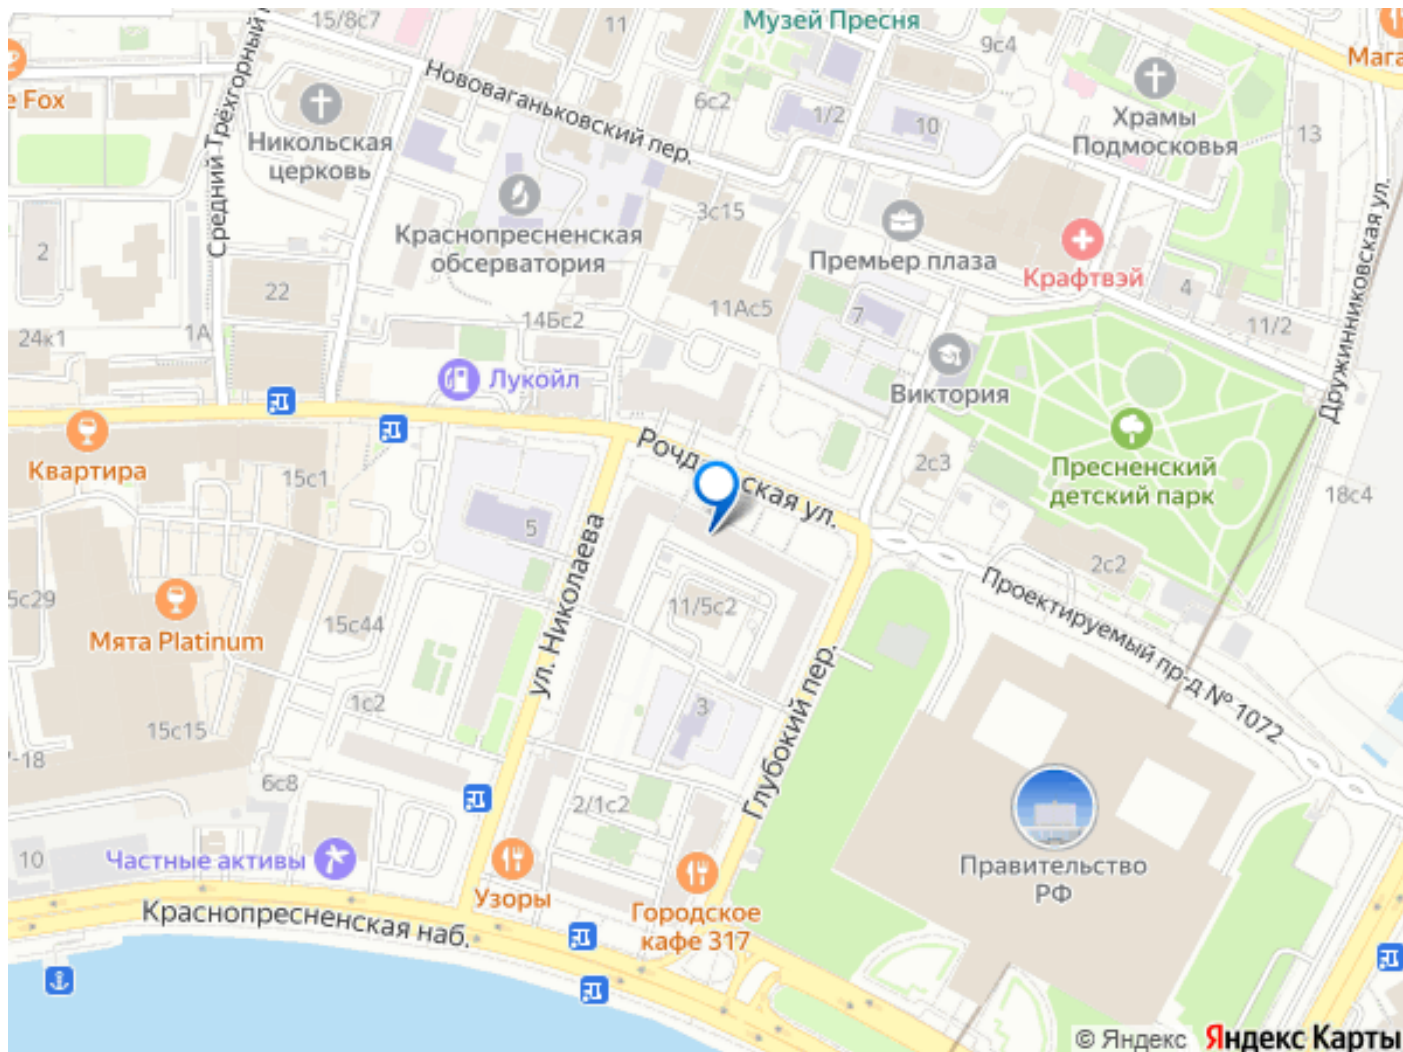 15/8с7
11
Музей Пресня
9с4
Мага
e Fox
Средний Трёхгорный
Нововаганьковский пер.
6с2
1/2
10
Храмы
Подмосковья
13
Никольская
церковь
Краснопресненская
обсерватория
3с15
Премьер плаза
Крафтвэй
Дружинниковская ул.
2
22
24к1
1А
14Бс2
11Ас5
7
4
11/2
Лукойл
Виктория
Квартира
15с1
Рочд
ская ул.
2с3
Пресненский
детский парк
18с4
5
ул. Николаева
2с2
5с29
Мята Platinum
15с44
11/5с2
Проектируемый пр-д № 1072
1с2
3
15с15
7-18
Глубокий пер.
6с8
2/1с2
10
Частные активы
Узоры
Городское
кафе 317
Правительство
РФ
Краснопресненская наб.
© Яндекс Яндекс Карты